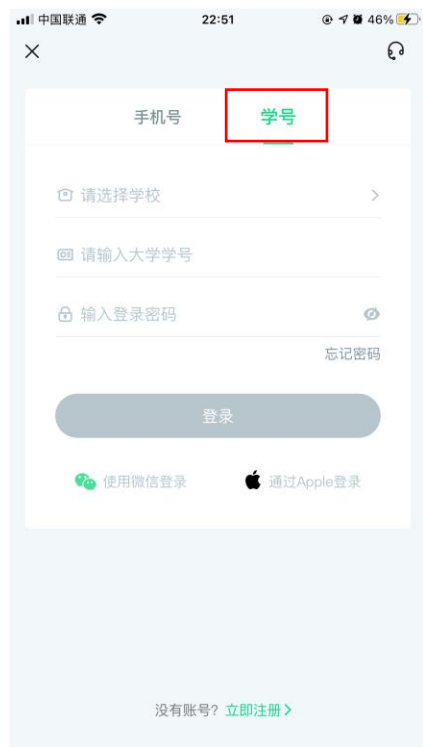 中国联通 22:51 46%
手机号 学号
请选择学校
请输入大学学号
输入登录密码
忘记密码
登录
使用微信登录 通过Apple登录
没有账号? 立即注册